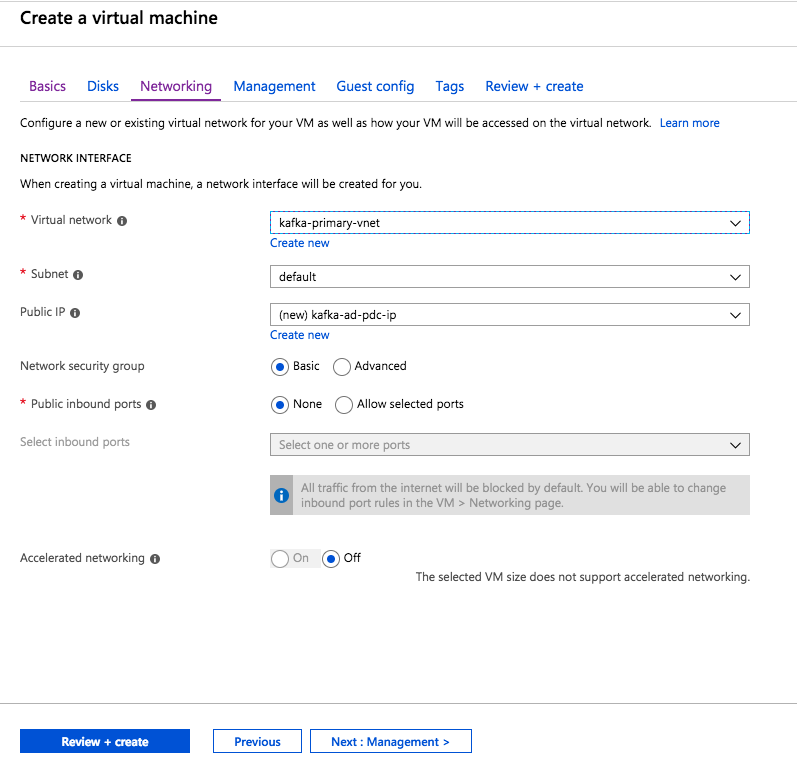 Create a virtual machine
Basics Disks Networking Management Guest config Tags Review + create
Configure a new or existing virtual network for your VM as well as how your VM will be accessed on the virtual network. Learn more
NETWORK INTERFACE
When creating a virtual machine, a network interface will be created for you.
* Virtual network kafka-primary-vnet
Create new
* Subnet default
Public IP (new) kafka-ad-pdc-ip
Create new
Network security group Basic Advanced
* Public inbound ports None Allow selected ports
Select inbound ports Select one or more ports
All traffic from the internet will be blocked by default. You will be able to change
inbound port rules in the VM > Networking page.
Accelerated networking On Off
The selected VM size does not support accelerated networking.
Review + create Previous Next : Management >